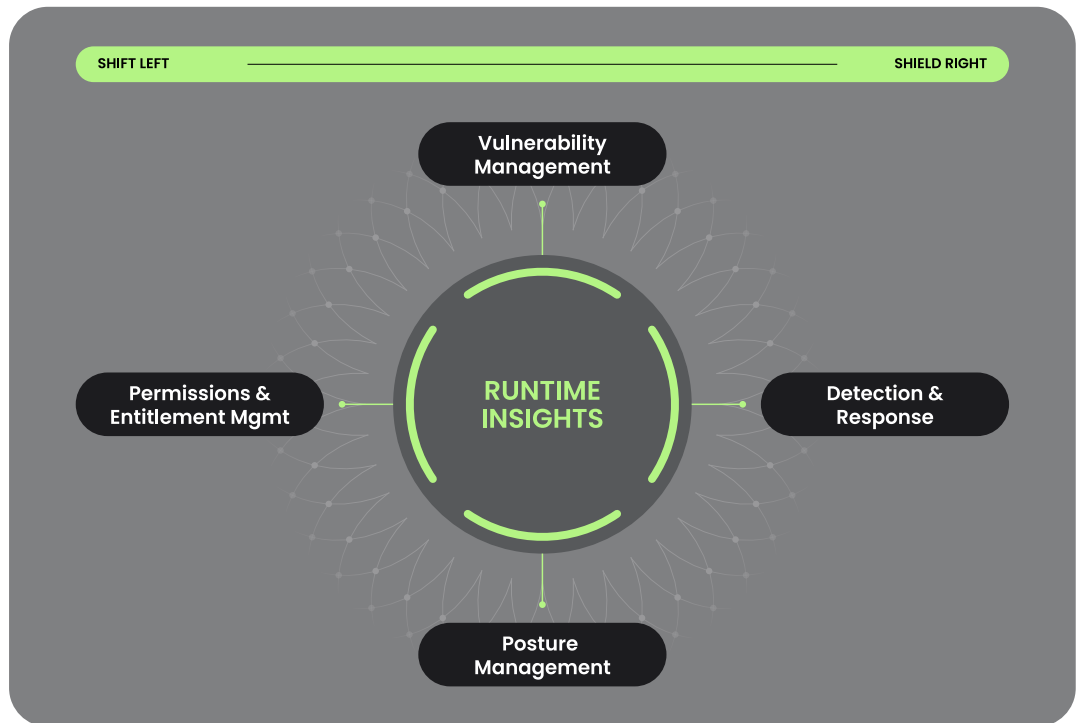 SHIFT LEFT
SHIELD RIGHT
Vulnerability
Management
Permissions &
Entitlement Mgmt
RUNTIME
INSIGHTS
Detection &
Response
Posture
Management